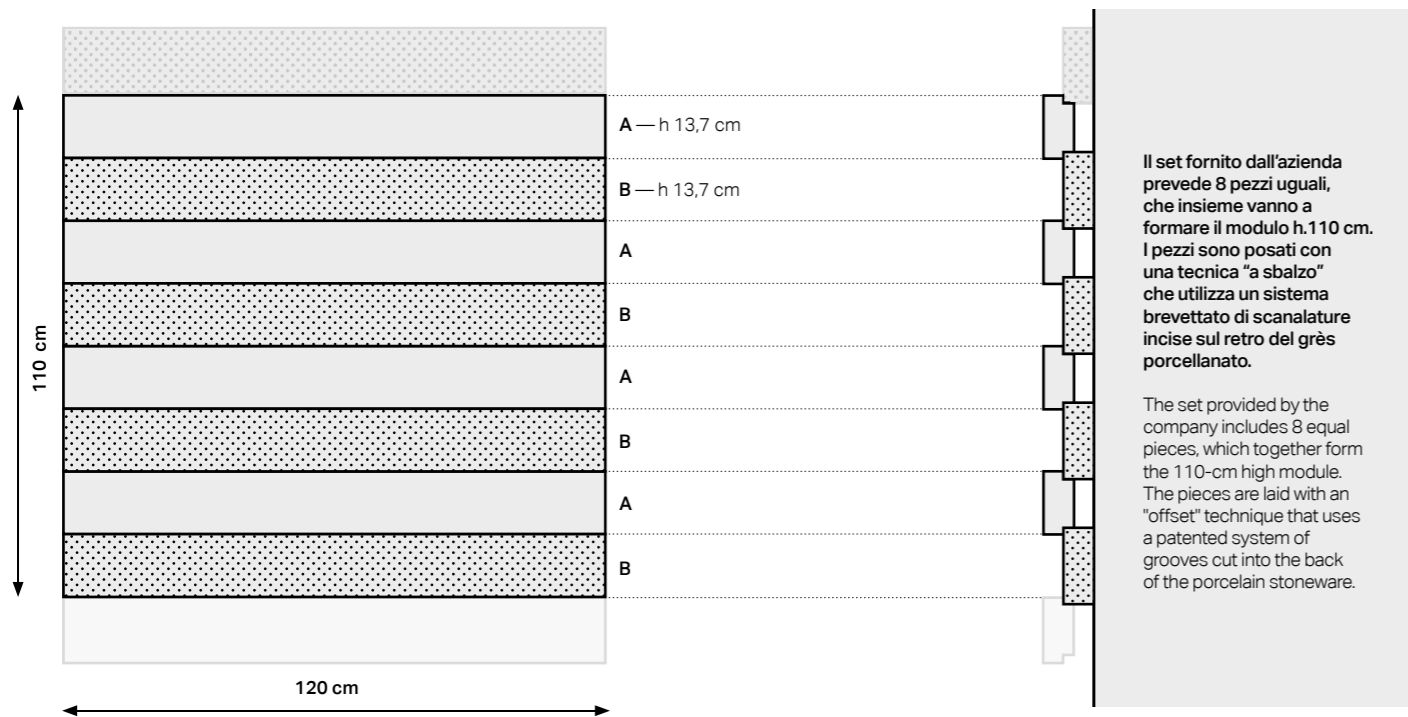 A — h 13,7 cm
B — h 13,7 cm
A
B
A
B
A
B
110 cm
120 cm
Il set fornito dall'azienda
prevede 8 pezzi uguali,
che insieme vanno a
formare il modulo h.110 cm.
I pezzi sono posati con
una tecnica “a sbalzo”
che utilizza un sistema
brevettato di scanalature
incise sul retro del grès
porcellanato.
The set provided by the
company includes 8 equal
pieces, which together form
the 110-cm high module.
The pieces are laid with an
"offset" technique that uses
a patented system of
grooves cut into the back
of the porcelain stoneware.